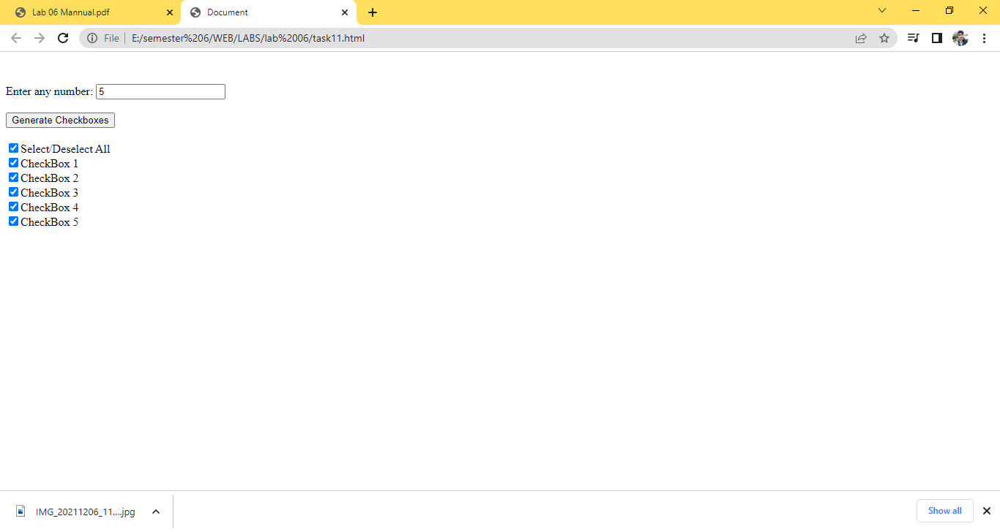 Lab 06 Mannual.pdf
Document
File
E:/semester%206/WEB/LABS/lab%2006/task11.html
Enter any number: 5
Generate Checkboxes
Select/Deselect All
CheckBox 1
CheckBox 2
CheckBox 3
CheckBox 4
CheckBox 5
IMG_20211206_11....jpg
Show all